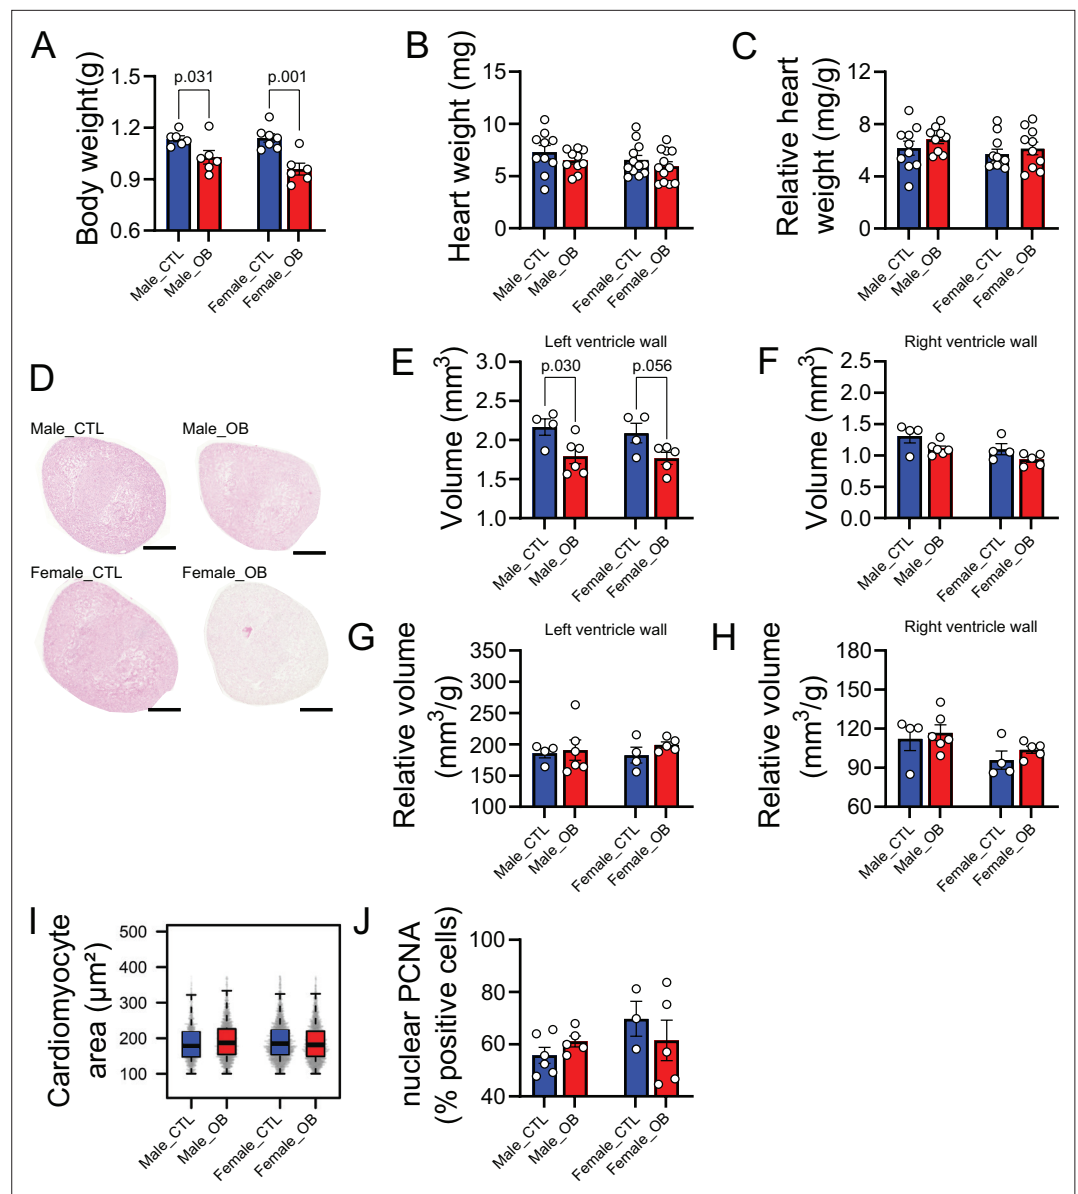 A
Body weight(g)
1.5
1.2
0.9
0.6
p.031
p.001
Male_CTL
Male_OB
Female_CTL
Female_OB
B
Heart weight (mg)
15
10
5
0
Male_CTL
Male_OB
Female_CTL
Female_OB
C
Relative heart
weight (mg/g)
12
8
4
0
Male_CTL
Male_OB
Female_CTL
Female_OB
D
Male_CTL
Male_OB
Female_CTL
Female_OB
E
Left ventricle wall
Volume (mm³)
3.0
2.5
2.0
1.5
1.0
p.030
p.056
Male_CTL
Male_OB
Female_CTL
Female_OB
F
Right ventricle wall
Volume (mm³)
2.5
2.0
1.5
1.0
0.5
0.0
Male_CTL
Male_OB
Female_CTL
Female_OB
G
Left ventricle wall
Relative volume
(mm³/g)
350
300
250
200
150
100
Male_CTL
Male_OB
Female_CTL
Female_OB
H
Right ventricle wall
Relative volume
(mm³/g)
180
150
120
90
60
Male_CTL
Male_OB
Female_CTL
Female_OB
I
Cardiomyocyte
area (µm²)
500
400
300
200
100
Male_CTL
Male_OB
Female_CTL
Female_OB
J
nuclear PCNA
(% positive cells)
100
80
60
40
Male_CTL
Male_OB
Female_CTL
Female_OB